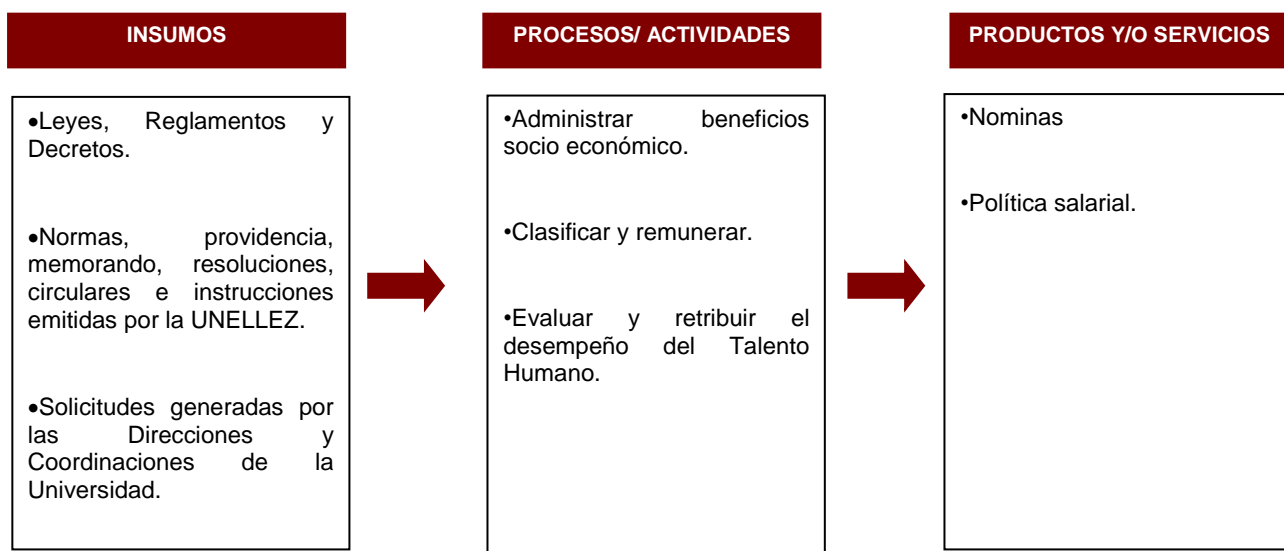 INSUMOS
•Leyes, Reglamentos y
Decretos.
•Normas, providencia,
memorando, resoluciones,
circulares e instrucciones
emitidas por la UNELLEZ.
•Solicitudes generadas por
las Direcciones y
Coordinaciones de la
Universidad.
PROCESOS/ ACTIVIDADES
•Administrar beneficios
socio económico.
•Clasificar y remunerar.
•Evaluar y retribuir el
desempeño del Talento
Humano.
PRODUCTOS Y/O SERVICIOS
•Nominas
•Política salarial.